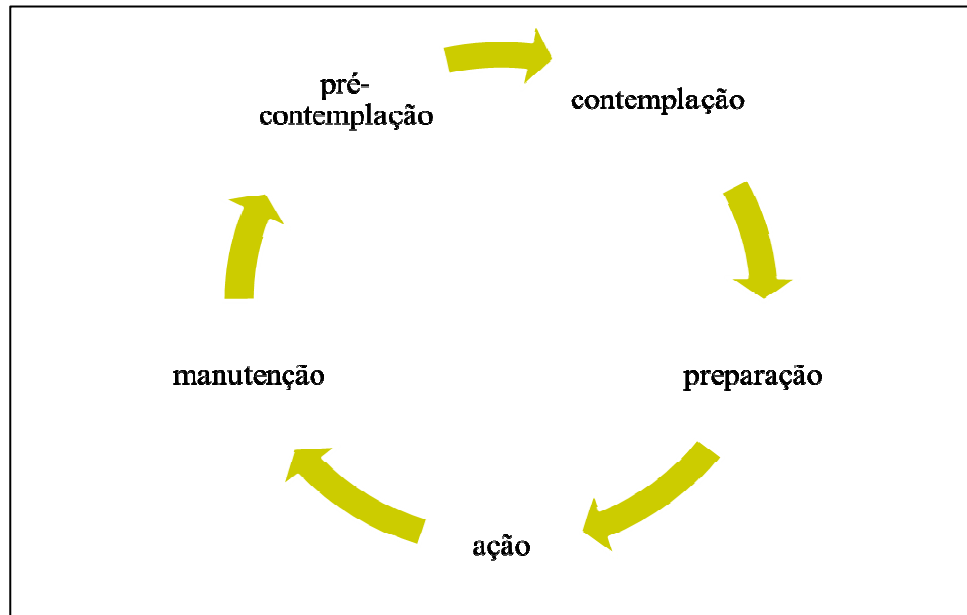 pré-
contemplação
contemplação
preparação
ação
manutenção